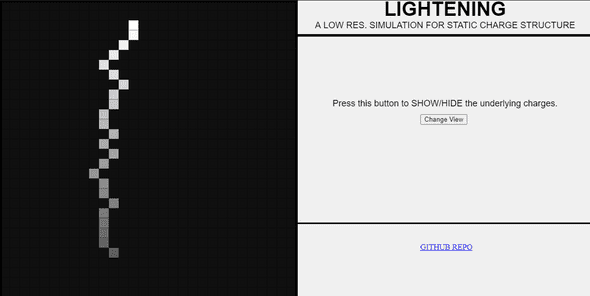 LIGHTENING
A LOW RES. SIMULATION FOR STATIC CHARGE STRUCTURE
Press this button to SHOW/HIDE the underlying charges.
Change View
GITHUB REPO